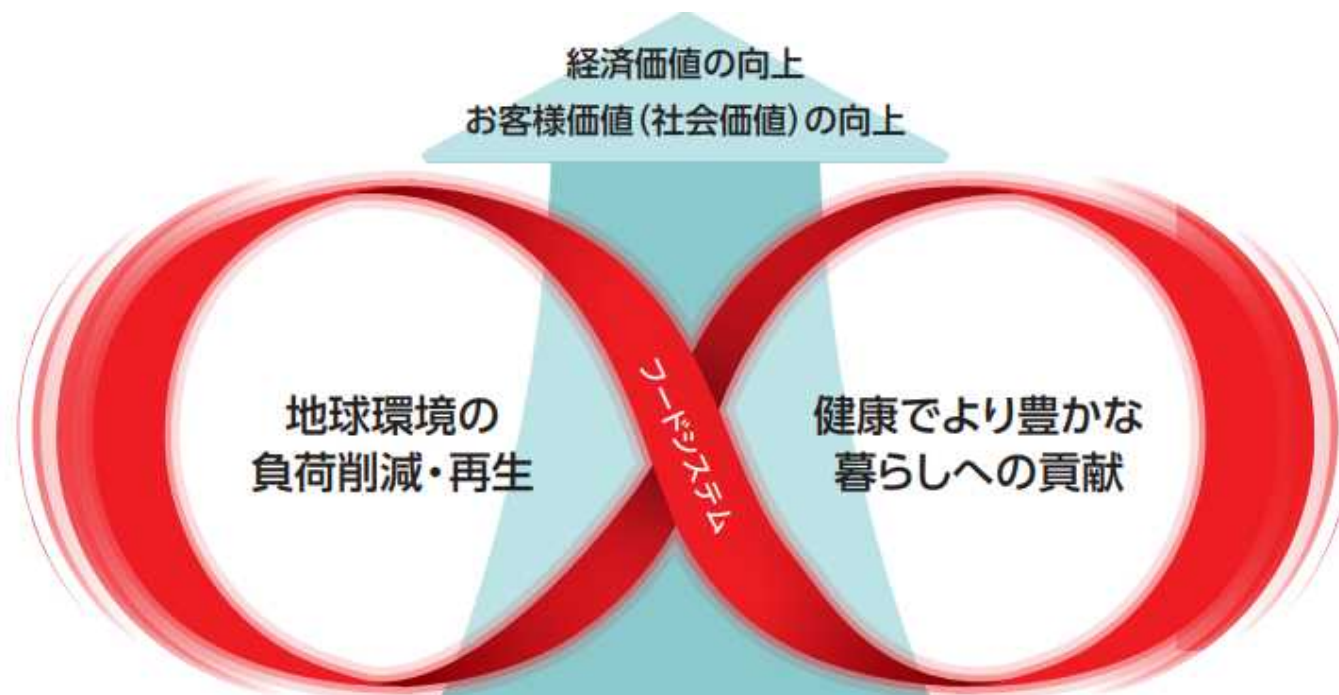 経済価値の向上
お客様価値(社会価値)の向上
地球環境の
負荷削減・再生
フードシステム
健康でより豊かな
暮らしへの貢献